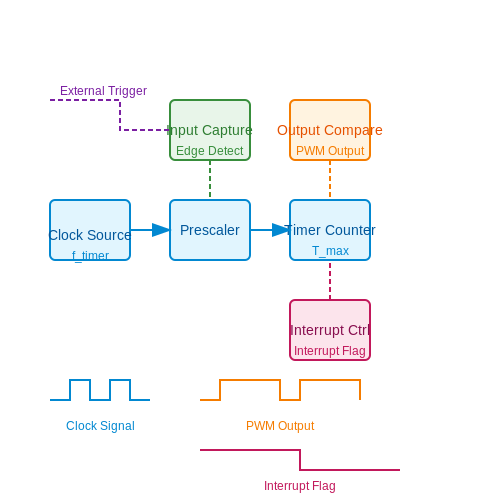 External Trigger
Input Capture
Edge Detect
Output Compare
PWM Output
Clock Source
f_timer
Prescaler
Timer Counter
T_max
Interrupt Ctrl
Interrupt Flag
Clock Signal
PWM Output
Interrupt Flag